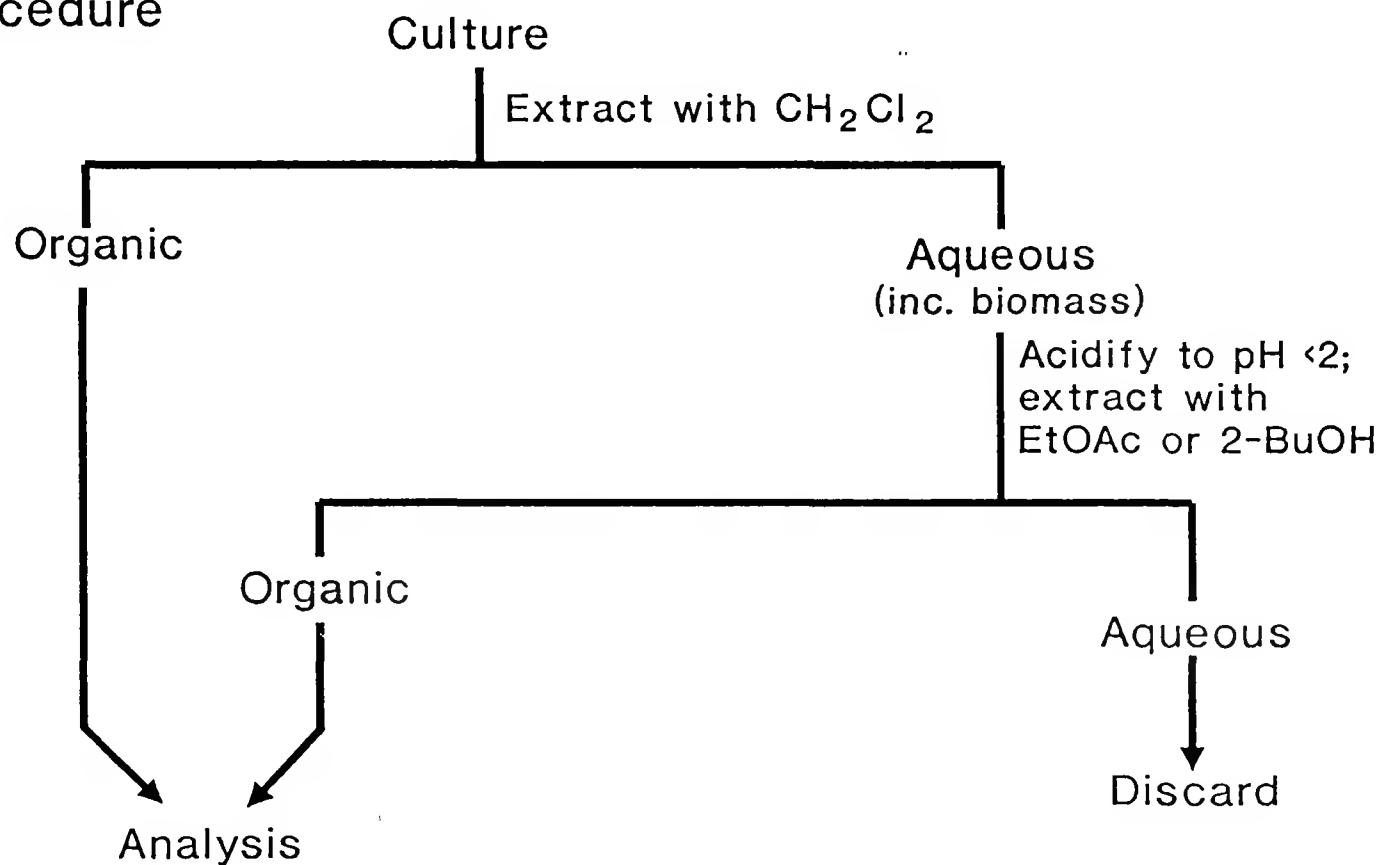 Culture
Extract with CH₂Cl₂
Organic
Aqueous
(inc. biomass)
Acidify to pH <2;
extract with
EtOAc or 2-BuOH
Organic
Aqueous
Discard
Analysis